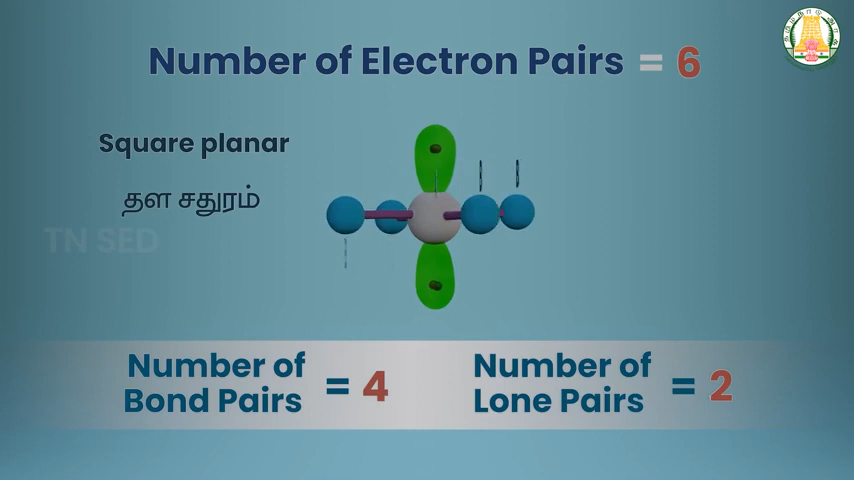 Number of Electron Pairs = 6
Square planar
தள சதுரம்
TN SED
Number of
Bond Pairs = 4
Number of
Lone Pairs = 2